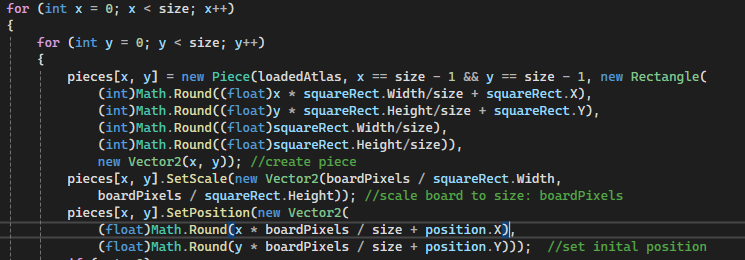 for (int x = 0; x < size; x++)
{
    for (int y = 0; y < size; y++)
    {
        pieces[x, y] = new Piece(loadedAtlas, x == size - 1 && y == size - 1, new Rectangle(
            (int)Math.Round((float)x * squareRect.Width/size + squareRect.X),
            (int)Math.Round((float)y * squareRect.Height/size + squareRect.Y),
            (int)Math.Round((float)squareRect.Width/size),
            (int)Math.Round((float)squareRect.Height/size)),
            new Vector2(x, y)); //create piece
        pieces[x, y].SetScale(new Vector2(boardPixels / squareRect.Width,
            boardPixels / squareRect.Height)); //scale board to size: boardPixels
        pieces[x, y].SetPosition(new Vector2(
            (float)Math.Round(x * boardPixels / size + position.X),
            (float)Math.Round(y * boardPixels / size + position.Y)));  //set inital position